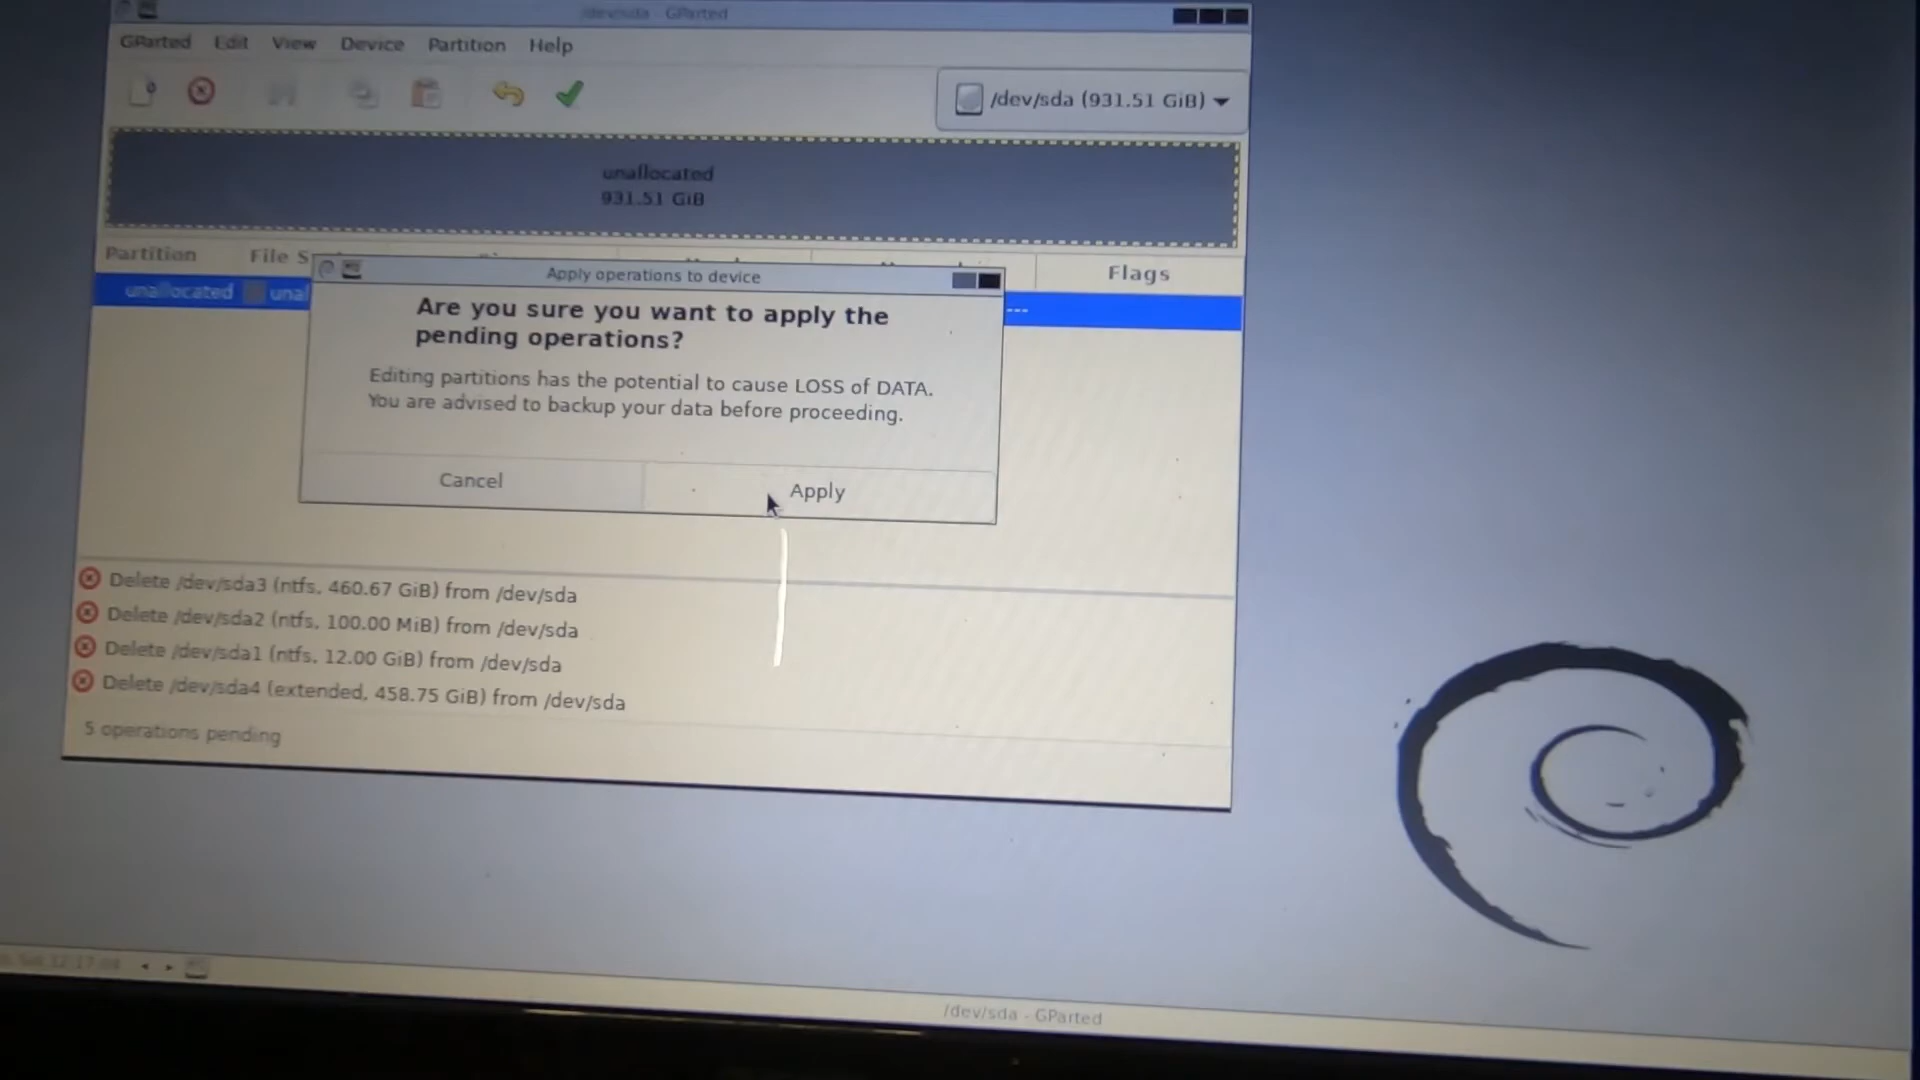 /dev/sda - GParted
GParted Edit View Device Partition Help
/dev/sda (931.51 GiB)
unallocated
931.51 GiB
Partition File S Flags
unallocated unal ---
Apply operations to device
Are you sure you want to apply the
pending operations?
Editing partitions has the potential to cause LOSS of DATA.
You are advised to backup your data before proceeding.
Cancel Apply
Delete /dev/sda3 (ntfs, 460.67 GiB) from /dev/sda
Delete /dev/sda2 (ntfs, 100.00 MiB) from /dev/sda
Delete /dev/sda1 (ntfs, 12.00 GiB) from /dev/sda
Delete /dev/sda4 (extended, 458.75 GiB) from /dev/sda
5 operations pending
/dev/sda - GParted